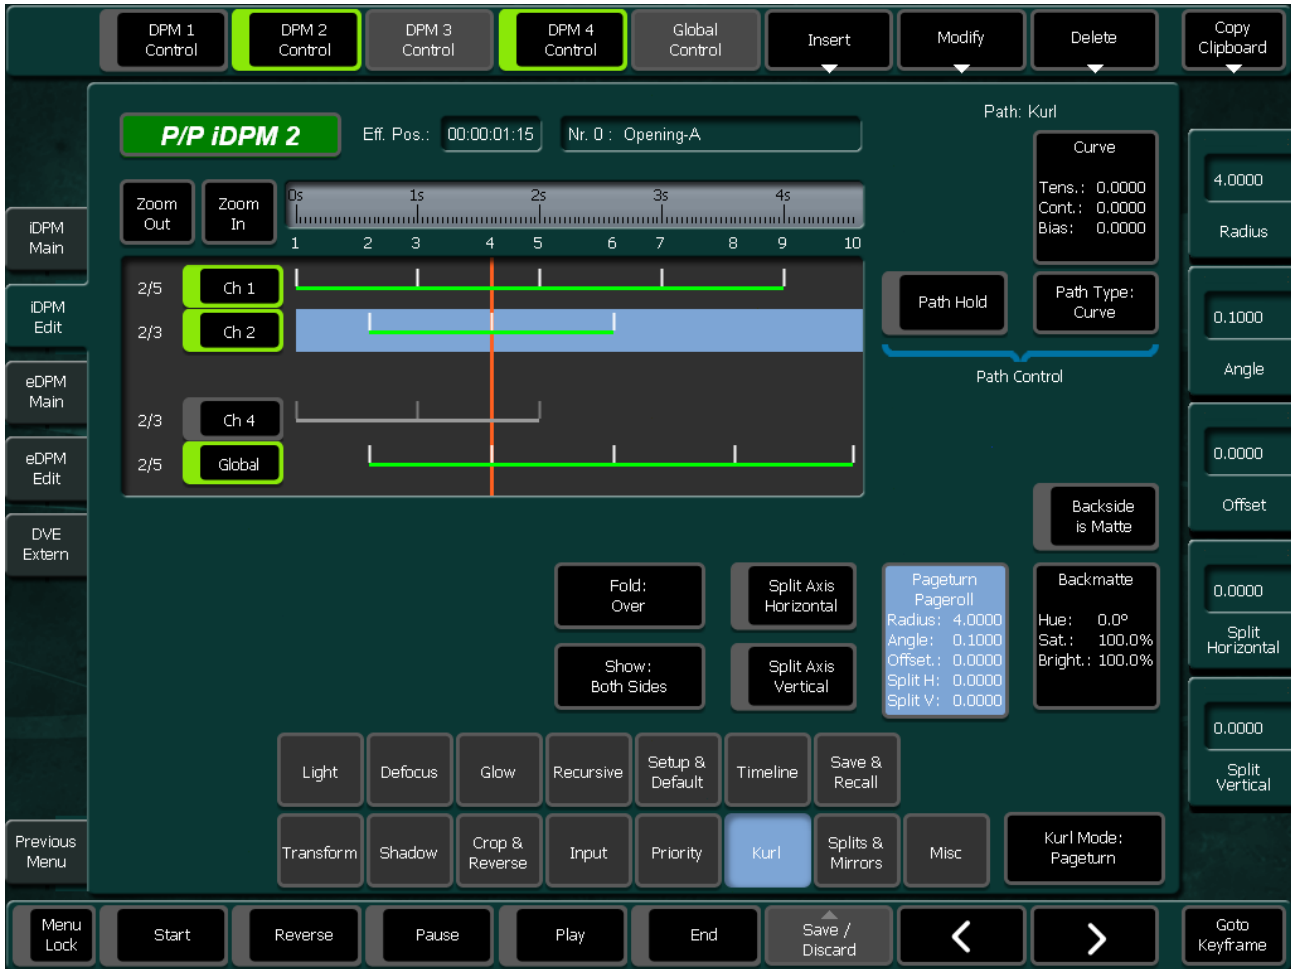 DPM 1
Control
DPM 2
Control
DPM 3
Control
DPM 4
Control
Global
Control
Insert
Modify
Delete
Copy
Clipboard
P/P iDPM 2
Eff. Pos.: 00:00:01:15
Nr. 0 : Opening-A
Path: Kurl
Zoom
Out
Zoom
In
0s 1s 2s 3s 4s
1 2 3 4 5 6 7 8 9 10
2/5 Ch 1
2/3 Ch 2
2/3 Ch 4
2/5 Global
Curve
Tens.: 0.0000
Cont.: 0.0000
Bias: 0.0000
Path Hold
Path Type:
Curve
Path Control
iDPM
Main
iDPM
Edit
eDPM
Main
eDPM
Edit
DVE
Extern
Previous
Menu
4.0000
Radius
0.1000
Angle
0.0000
Offset
0.0000
Split
Horizontal
0.0000
Split
Vertical
Backside
is Matte
Fold:
Over
Split Axis
Horizontal
Show:
Both Sides
Split Axis
Vertical
Pageturn
Pageroll
Radius: 4.0000
Angle: 0.1000
Offset.: 0.0000
Split H: 0.0000
Split V: 0.0000
Backmatte
Hue: 0.0°
Sat.: 100.0%
Bright.: 100.0%
Light
Defocus
Glow
Recursive
Setup &
Default
Timeline
Save &
Recall
Transform
Shadow
Crop &
Reverse
Input
Priority
Kurl
Splits &
Mirrors
Misc
Kurl Mode:
Pageturn
Menu
Lock
Start
Reverse
Pause
Play
End
Save /
Discard
<
>
Goto
Keyframe